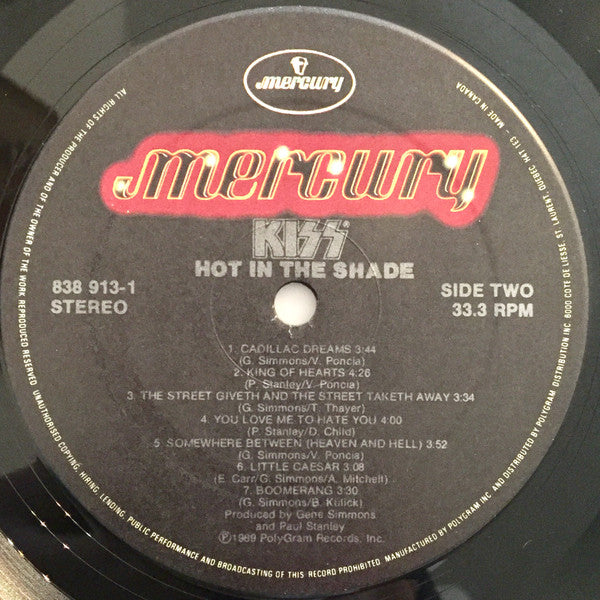 mercury
mercury
KISS
HOT IN THE SHADE
838 913-1
STEREO
SIDE TWO
33.3 RPM
1. CADILLAC DREAMS 3:44
(G. Simmons/V. Poncia)
2. KING OF HEARTS 4:26
(P. Stanley/V. Poncia)
3. THE STREET GIVETH AND THE STREET TAKETH AWAY 3:34
(G. Simmons/T. Thayer)
4. YOU LOVE ME TO HATE YOU 4:00
(P. Stanley/D. Child)
5. SOMEWHERE BETWEEN (HEAVEN AND HELL) 3:52
(G. Simmons/V. Poncia)
6. LITTLE CAESAR 3:08
(E. Carr/G. Simmons/A. Mitchell)
7. BOOMERANG 3:30
(G. Simmons/B. Kulick)
Produced by Gene Simmons
and Paul Stanley
Ⓟ©1989 PolyGram Records, Inc.
ALL RIGHTS OF THE PRODUCER AND OF THE OWNER OF THE WORK REPRODUCED RESERVED. UNAUTHORISED COPYING, HIRING, LENDING, PUBLIC PERFORMANCE AND BROADCASTING OF THIS RECORD PROHIBITED. MANUFACTURED BY POLYGRAM INC. AND DISTRIBUTED BY POLYGRAM DISTRIBUTION INC. 6000 COTE DE LIESSE, ST. LAURENT, QUEBEC, H4T 1E3 - MADE IN CANADA